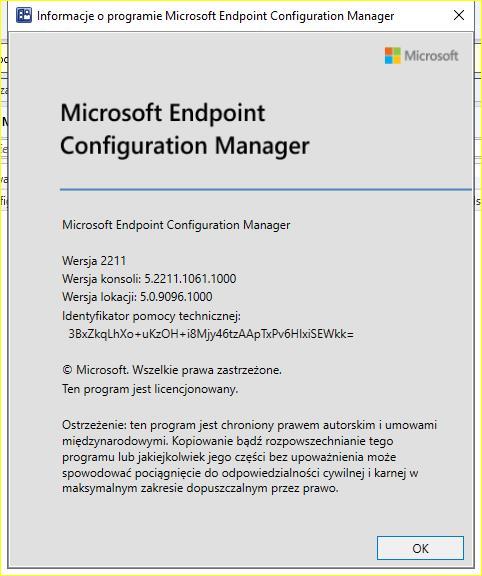 Informacje o programie Microsoft Endpoint Configuration Manager
Microsoft
Microsoft Endpoint
Configuration Manager
Microsoft Endpoint Configuration Manager
Wersja 2211
Wersja konsoli: 5.2211.1061.1000
Wersja lokacji: 5.0.9096.1000
Identyfikator pomocy technicznej:
3BxZkqLhXo+uKzOH+i8Mjy46tzAApTxPv6HIxiSEWkk=
© Microsoft. Wszelkie prawa zastrzeżone.
Ten program jest licencjonowany.
Ostrzeżenie: ten program jest chroniony prawem autorskim i umowami
międzynarodowymi. Kopiowanie bądź rozpowszechnianie tego
programu lub jakiejkolwiek jego części bez upoważnienia może
spowodować pociągnięcie do odpowiedzialności cywilnej i karnej w
maksymalnym zakresie dopuszczalnym przez prawo.
OK